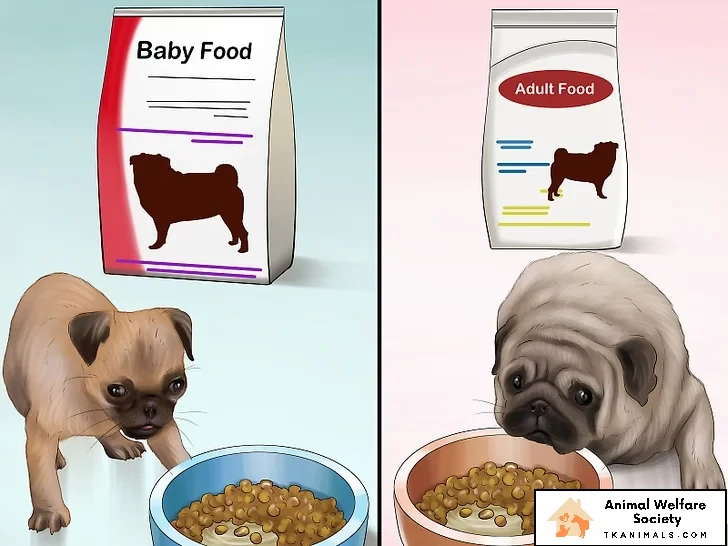 Baby Food
Adult Food
Animal Welfare
Society
TKANIMALS.COM